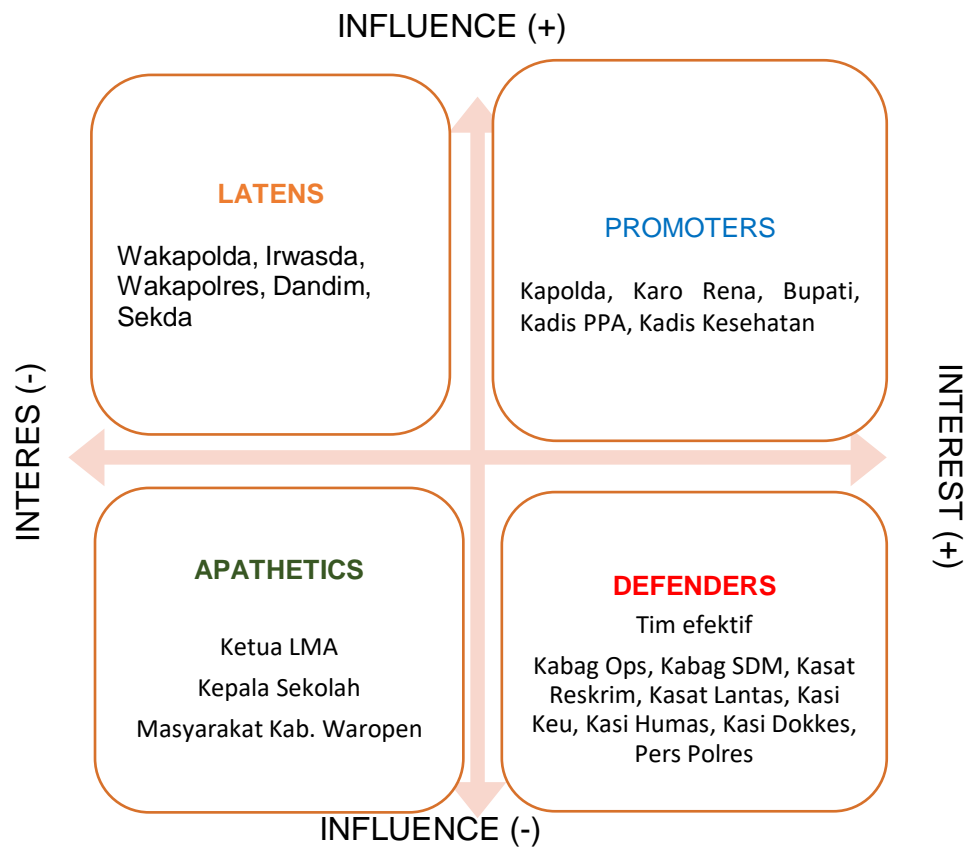 INFLUENCE (+)
LATENS
Wakapolda, Irwasda,
Wakapolres, Dandim,
Sekda
PROMOTERS
Kapolda, Karo Rena, Bupati,
Kadis PPA, Kadis Kesehatan
INTERES (-)
INTEREST (+)
APATHETICS
Ketua LMA
Kepala Sekolah
Masyarakat Kab. Waropen
DEFENDERS
Tim efektif
Kabag Ops, Kabag SDM, Kasat
Reskrim, Kasat Lantas, Kasi
Keu, Kasi Humas, Kasi Dokkes,
Pers Polres
INFLUENCE (-)